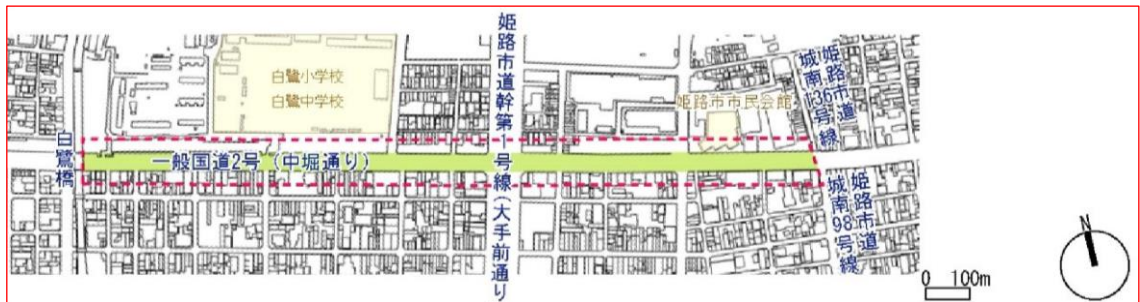 姫路市道幹第1号線(大手前通り)
白鷺小学校
白鷺中学校
姫路市市民会館
姫路市道
城南136号線
白鷺橋
一般国道2号(中堀通り)
姫路市道
城南98号線
N
0 100m